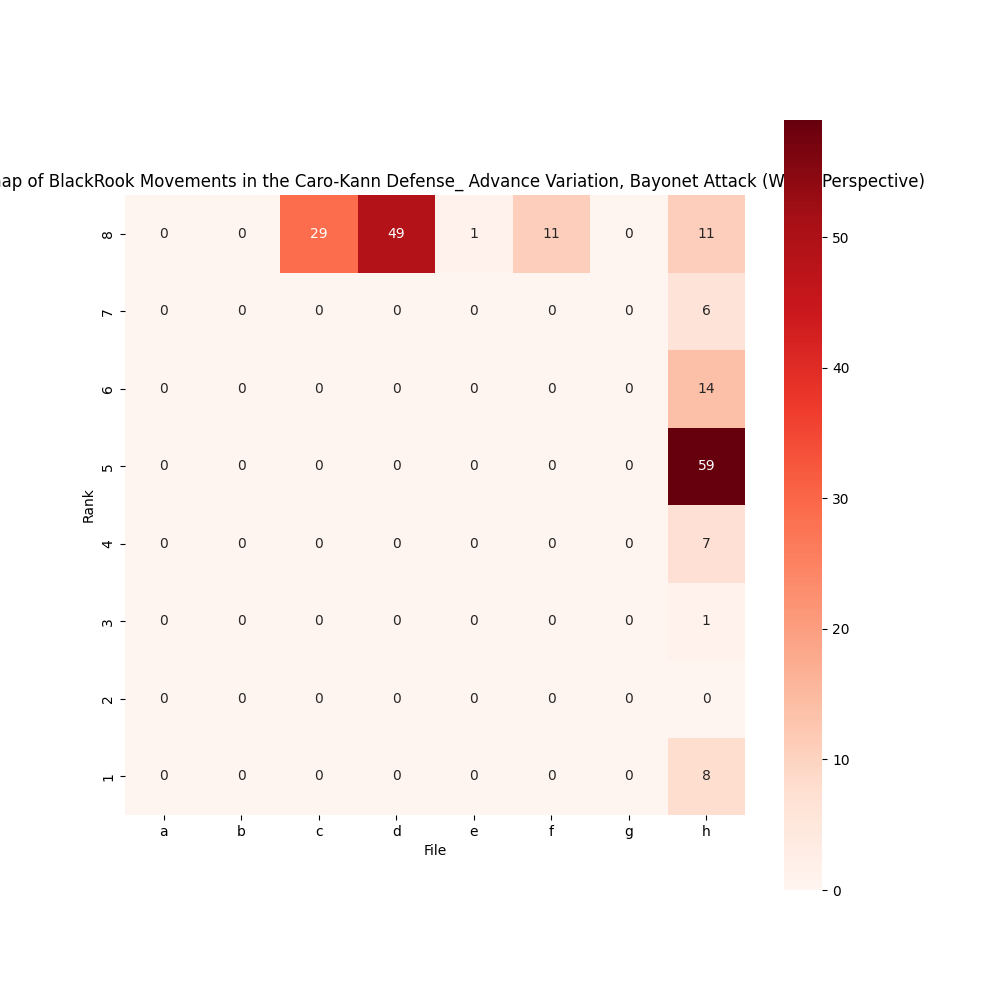 ap of BlackRook Movements in the Caro-Kann Defense_ Advance Variation, Bayonet Attack (W Perspective)
8 0 0 29 49 1 11 0 11
7 0 0 0 0 0 0 0 6
6 0 0 0 0 0 0 0 14
5 0 0 0 0 0 0 0 59
4 0 0 0 0 0 0 0 7
3 0 0 0 0 0 0 0 1
2 0 0 0 0 0 0 0 0
1 0 0 0 0 0 0 0 8
a b c d e f g h
Rank
File
50
40
30
20
10
0